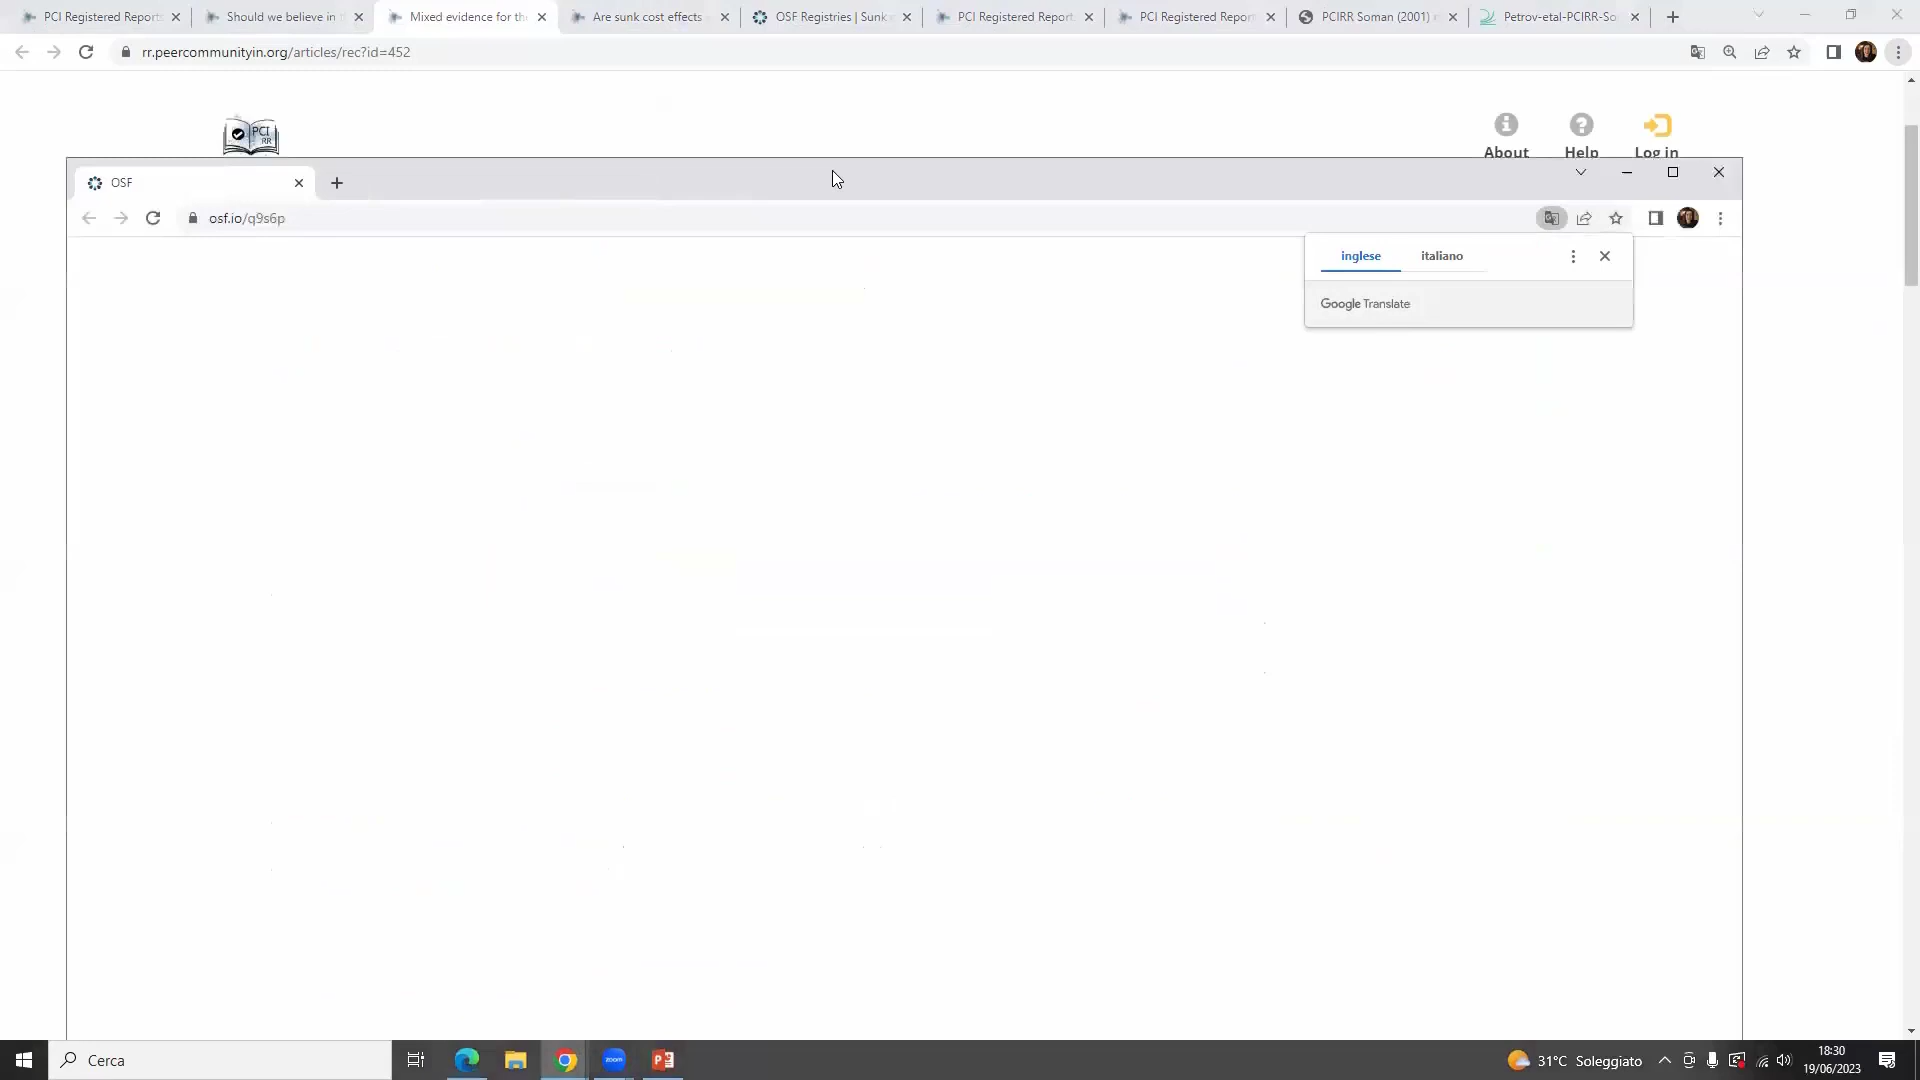 PCI Registered Reports
Should we believe in
Mixed evidence for the
Are sunk cost effects
OSF Registries | Sunk
PCI Registered Report
PCI Registered Repor
PCIRR Soman (2001)
Petrov-etal-PCIRR-So
rr.peercommunityin.org/articles/rec?id=452
PCI
RR
About
Help
Log in
OSF
osf.io/q9s6p
inglese
italiano
Google Translate
Cerca
zoom
31°C Soleggiato
18:30
19/06/2023